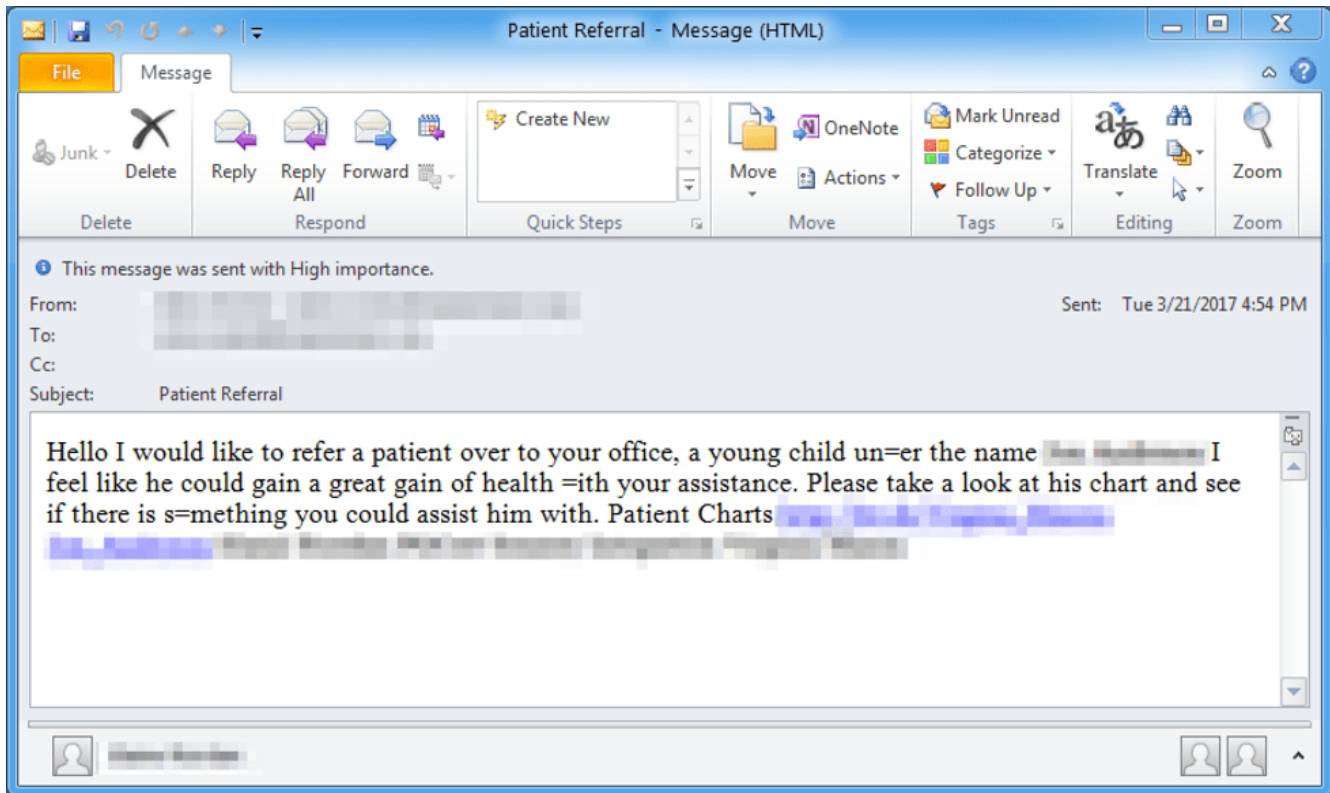 Patient Referral - Message (HTML)
File Message
Junk Delete Reply Reply All Forward Create New Move OneNote Actions Mark Unread Categorize Follow Up Translate Zoom
Delete Respond Quick Steps Move Tags Editing Zoom
This message was sent with High importance.
From: Sent: Tue 3/21/2017 4:54 PM
To:
Cc:
Subject: Patient Referral
Hello I would like to refer a patient over to your office, a young child un=er the name I
feel like he could gain a great gain of health =ith your assistance. Please take a look at his chart and see
if there is s=mething you could assist him with. Patient Charts